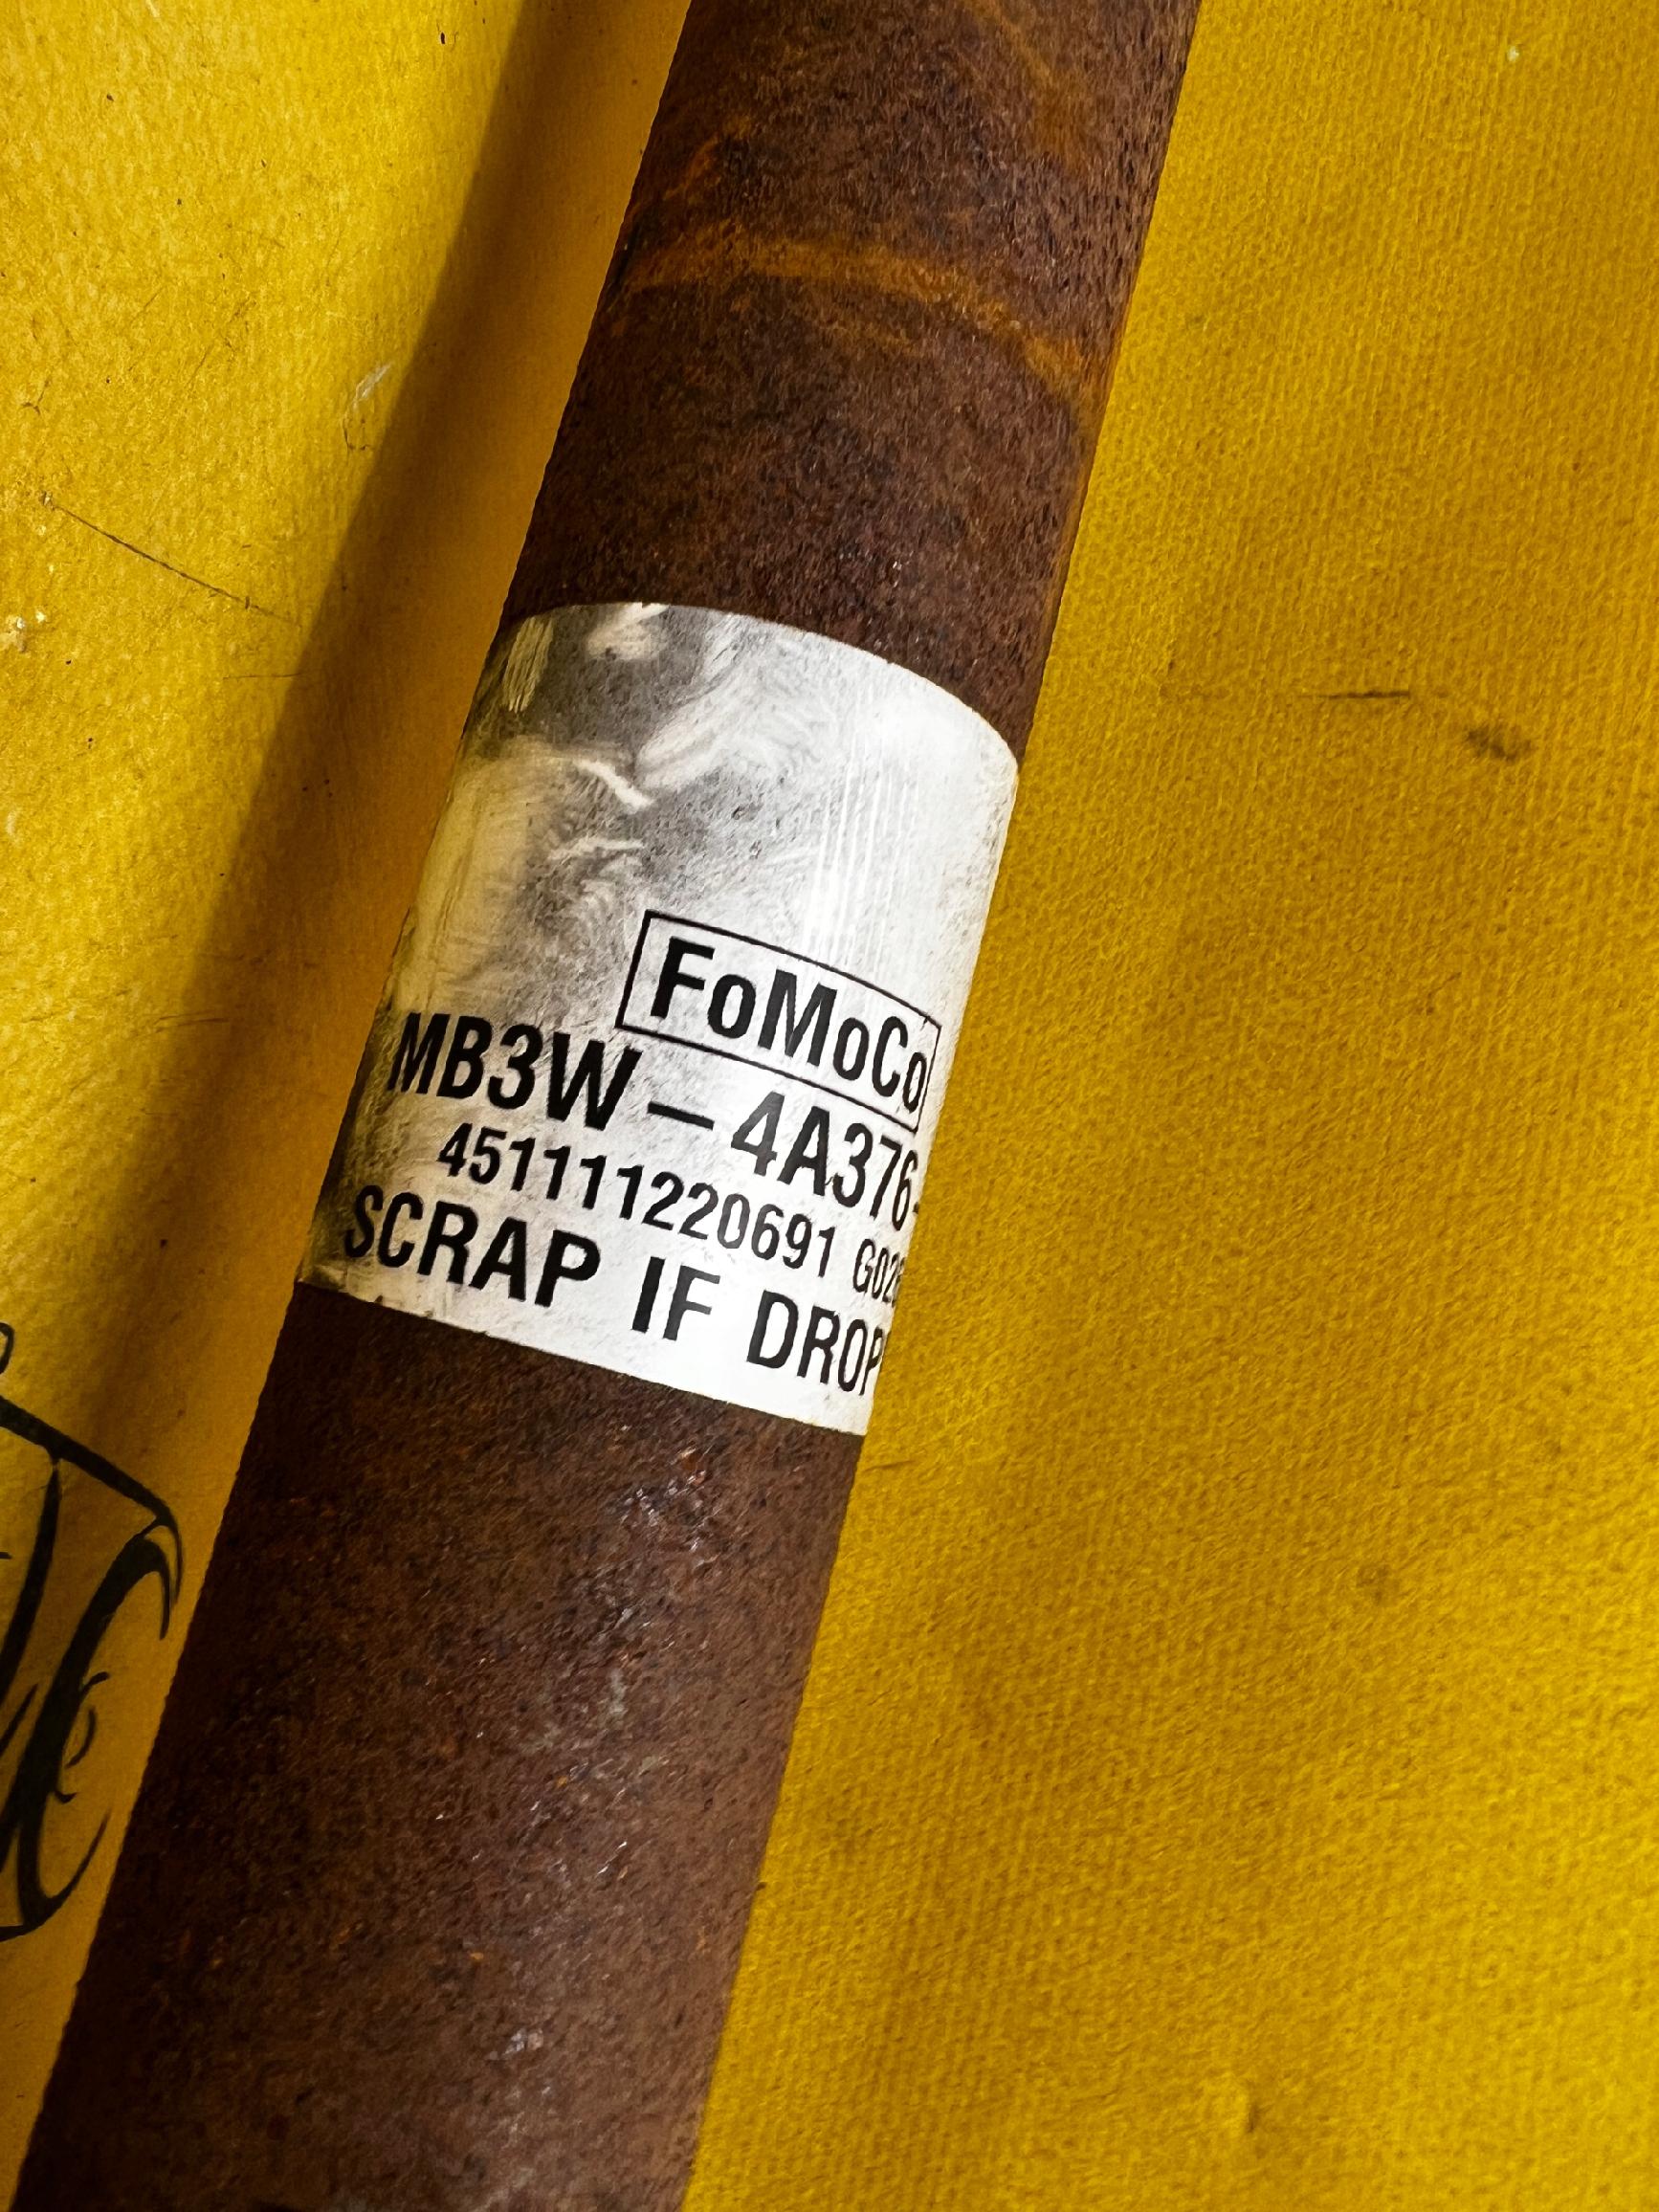 FoMoCo
MB3W-4A376-
451111220691 G02
SCRAP IF DROP